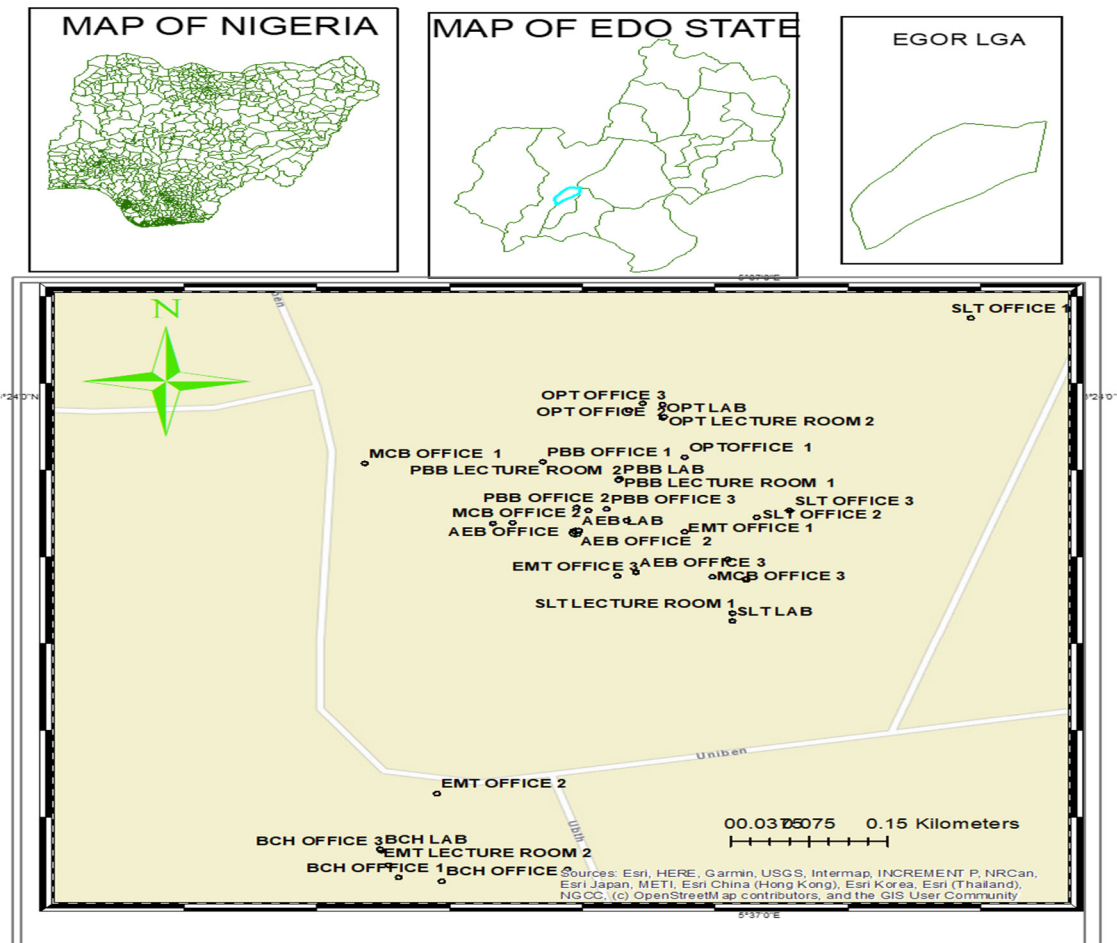 MAP OF NIGERIA
MAP OF EDO STATE
EGOR LGA
N
SLT OFFICE 1
OPT OFFICE 3
OPT OFFICE 2
OPT LAB
OPT LECTURE ROOM 2
MCB OFFICE 1
PBB OFFICE 1
OPTOFFICE 1
PBB LECTURE ROOM 2
PBB LAB
PBB LECTURE ROOM 1
PBB OFFICE 2
PBB OFFICE 3
SLT OFFICE 3
MCB OFFICE 2
AEB LAB
SLT OFFICE 2
AEB OFFICE
EMT OFFICE 1
AEB OFFICE 2
EMT OFFICE 3
AEB OFFICE 3
MCB OFFICE 3
SLT LECTURE ROOM 1
SLT LAB
Uniben
EMT OFFICE 2
Ubth
BCH OFFICE 3
BCH LAB
EMT LECTURE ROOM 2
BCH OFFICE 1
BCH OFFICE
0.15 Kilometers
Sources: Esri, HERE, Garmin, USGS, Intermap, INCREMENT P, NRCan,
Esri Japan, METI, Esri China (Hong Kong), Esri Korea, Esri (Thailand),
NGCC, (c) OpenStreetMap contributors, and the GIS User Community
5°37'0"E